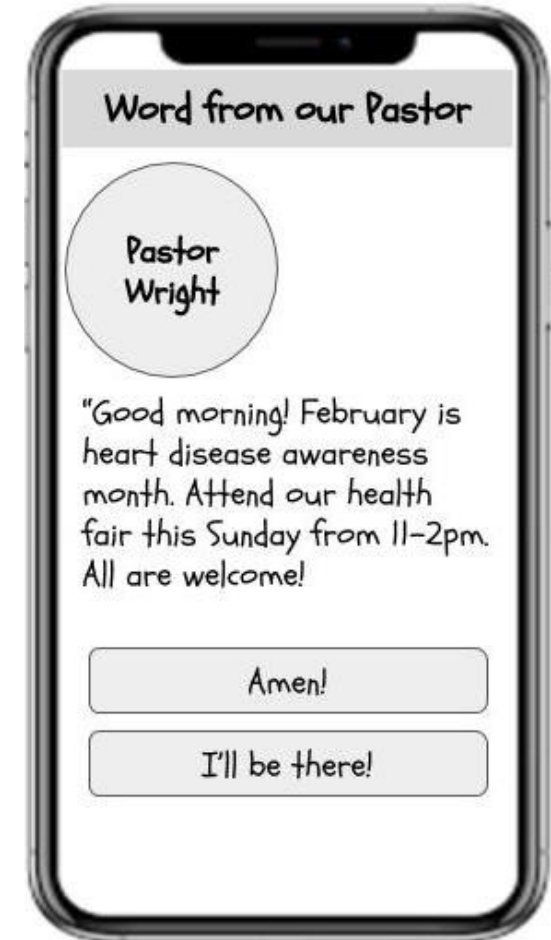 Word from our Pastor
Pastor
Wright
"Good morning! February is
heart disease awareness
month. Attend our health
fair this Sunday from 11-2pm.
All are welcome!
Amen!
I'll be there!